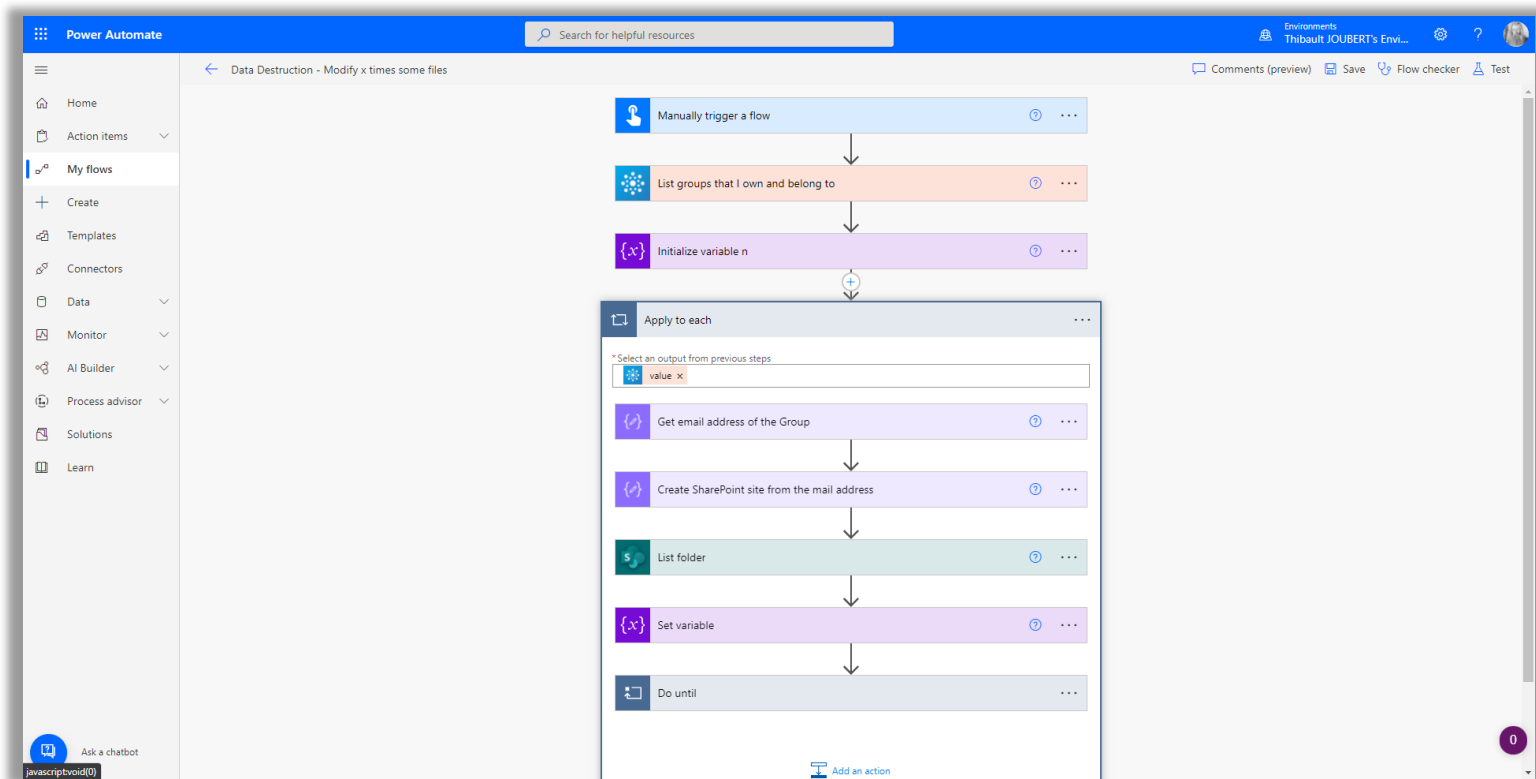 Power Automate
Search for helpful resources
Environments
Thibault JOUBERT's Envi...
?
Data Destruction - Modify x times some files
Comments (preview) Save Flow checker Test
Home
Action items
My flows
Create
Templates
Connectors
Data
Monitor
AI Builder
Process advisor
Solutions
Learn
Ask a chatbot
javascript:void(0)
Manually trigger a flow
List groups that I own and belong to
{x} Initialize variable n
Apply to each
*Select an output from previous steps
value ×
Get email address of the Group
Create SharePoint site from the mail address
S List folder
{x} Set variable
Do until
Add an action
0